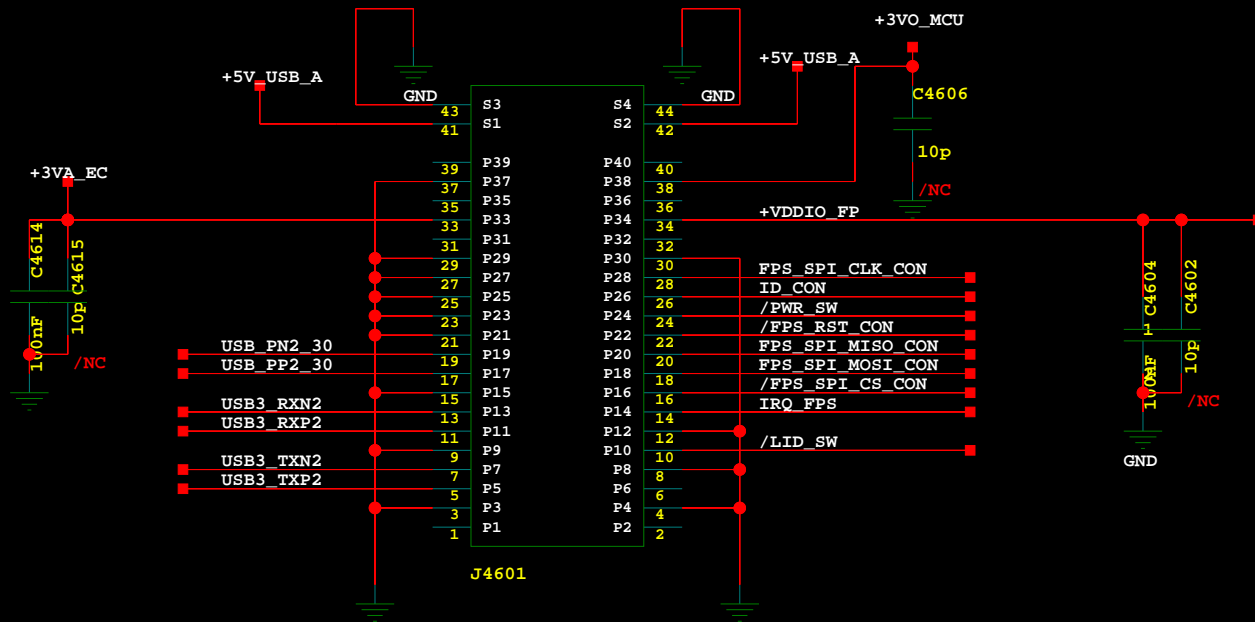 +3VO_MCU
+5V_USB_A
+5V_USB_A
GND
GND
C4606
43 S3 S4 44
41 S1 S2 42
10p
/NC
+3VA_EC
39 P39 P40 40
37 P37 P38 38
35 P35 P36 36
33 P33 P34 34 +VDDIO_FP
31 P31 P32 32
29 P29 P30 30
27 P27 P28 28 FPS_SPI_CLK_CON
25 P25 P26 26 ID_CON
23 P23 P24 24 /PWR_SW
21 P21 P22 22 /FPS_RST_CON
USB_PN2_30 19 P19 P20 20 FPS_SPI_MISO_CON
USB_PP2_30 17 P17 P18 18 FPS_SPI_MOSI_CON
15 P15 P16 16 /FPS_SPI_CS_CON
USB3_RXN2 13 P13 P14 14 IRQ_FPS
USB3_RXP2 11 P11 P12 12
9 P9 P10 10 /LID_SW
USB3_TXN2 7 P7 P8 8
USB3_TXP2 5 P5 P6 6
3 P3 P4 4
1 P1 P2 2
J4601
C4614
100nF
C4615
10p
/NC
C4604
C4602
10p
/NC
GND